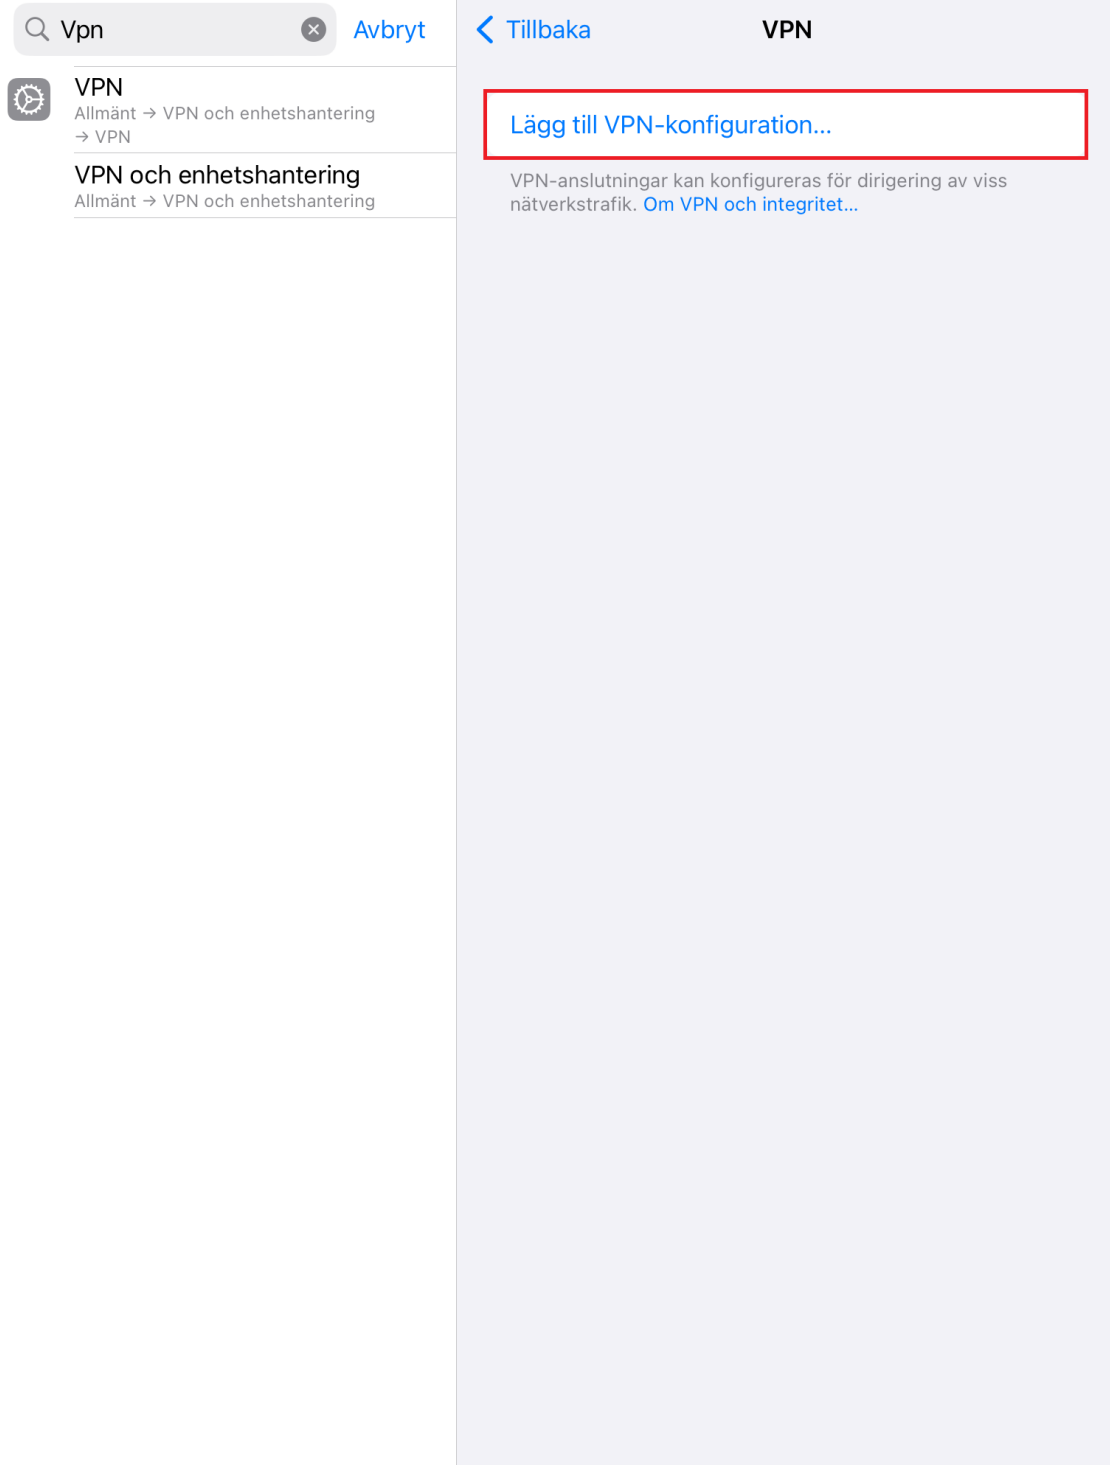 Vpn
Avbryt
VPN
Allmänt → VPN och enhetshantering
→ VPN
VPN och enhetshantering
Allmänt → VPN och enhetshantering
Tillbaka
VPN
Lägg till VPN-konfiguration...
VPN-anslutningar kan konfigureras för dirigering av viss
nätverkstrafik. Om VPN och integritet...